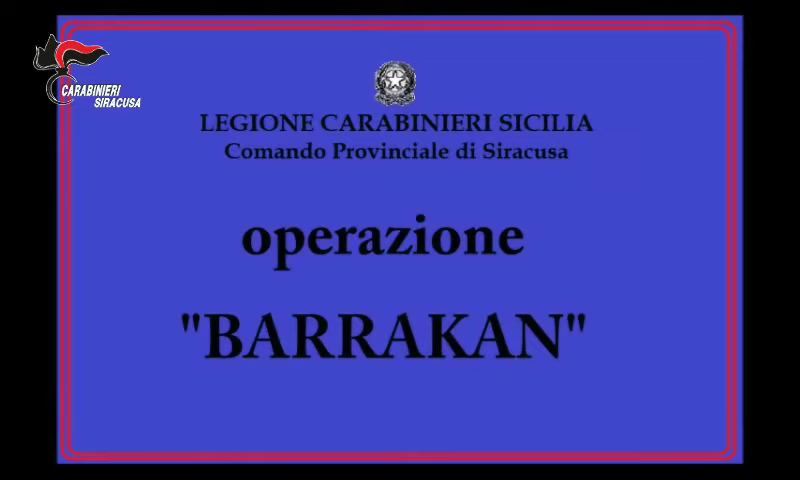 CARABINIERI
SIRACUSA
LEGIONE CARABINIERI SICILIA
Comando Provinciale di Siracusa
operazione
"BARRAKAN"